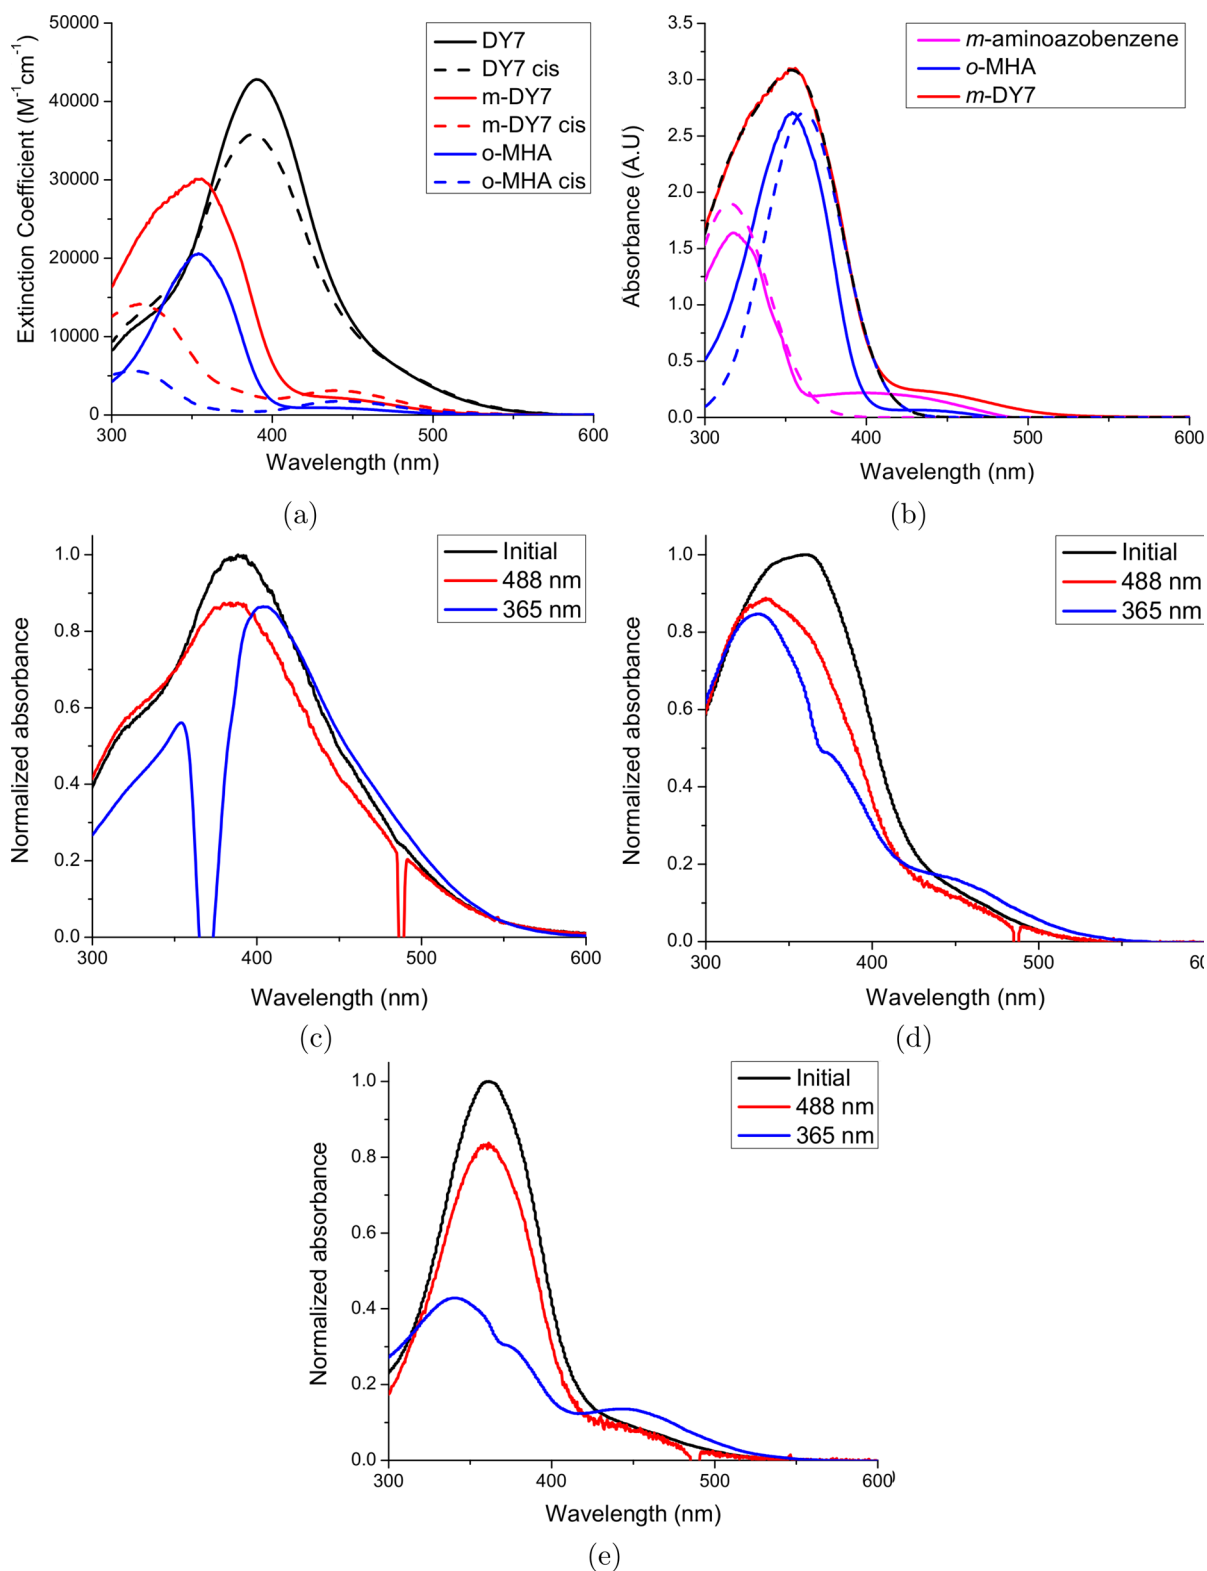 50000
40000
30000
20000
10000
0
300
400
500
600
Extinction Coefficient (M⁻¹cm⁻¹)
Wavelength (nm)
DY7
DY7 cis
m-DY7
m-DY7 cis
o-MHA
o-MHA cis
(a)
3.5
3.0
2.5
2.0
1.5
1.0
0.5
0.0
300
400
500
600
Absorbance (A.U)
Wavelength (nm)
m-aminoazobenzene
o-MHA
m-DY7
(b)
1.0
0.8
0.6
0.4
0.2
0.0
300
400
500
600
Normalized absorbance
Wavelength (nm)
Initial
488 nm
365 nm
(c)
1.0
0.8
0.6
0.4
0.2
0.0
300
400
500
60
Normalized absorbance
Wavelength (nm)
Initial
488 nm
365 nm
(d)
1.0
0.8
0.6
0.4
0.2
0.0
300
400
500
600
Normalized absorbance
Wavelength (nm)
Initial
488 nm
365 nm
(e)